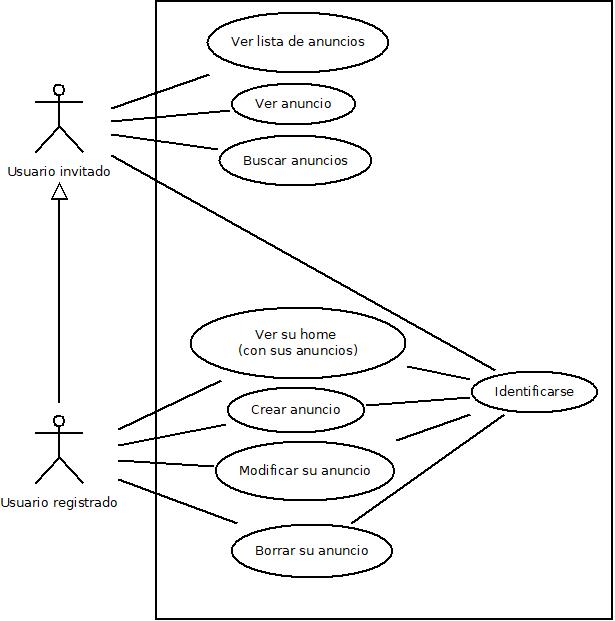 Ver lista de anuncios
Ver anuncio
Buscar anuncios
Usuario invitado
Ver su home
(con sus anuncios)
Identificarse
Crear anuncio
Modificar su anuncio
Usuario registrado
Borrar su anuncio